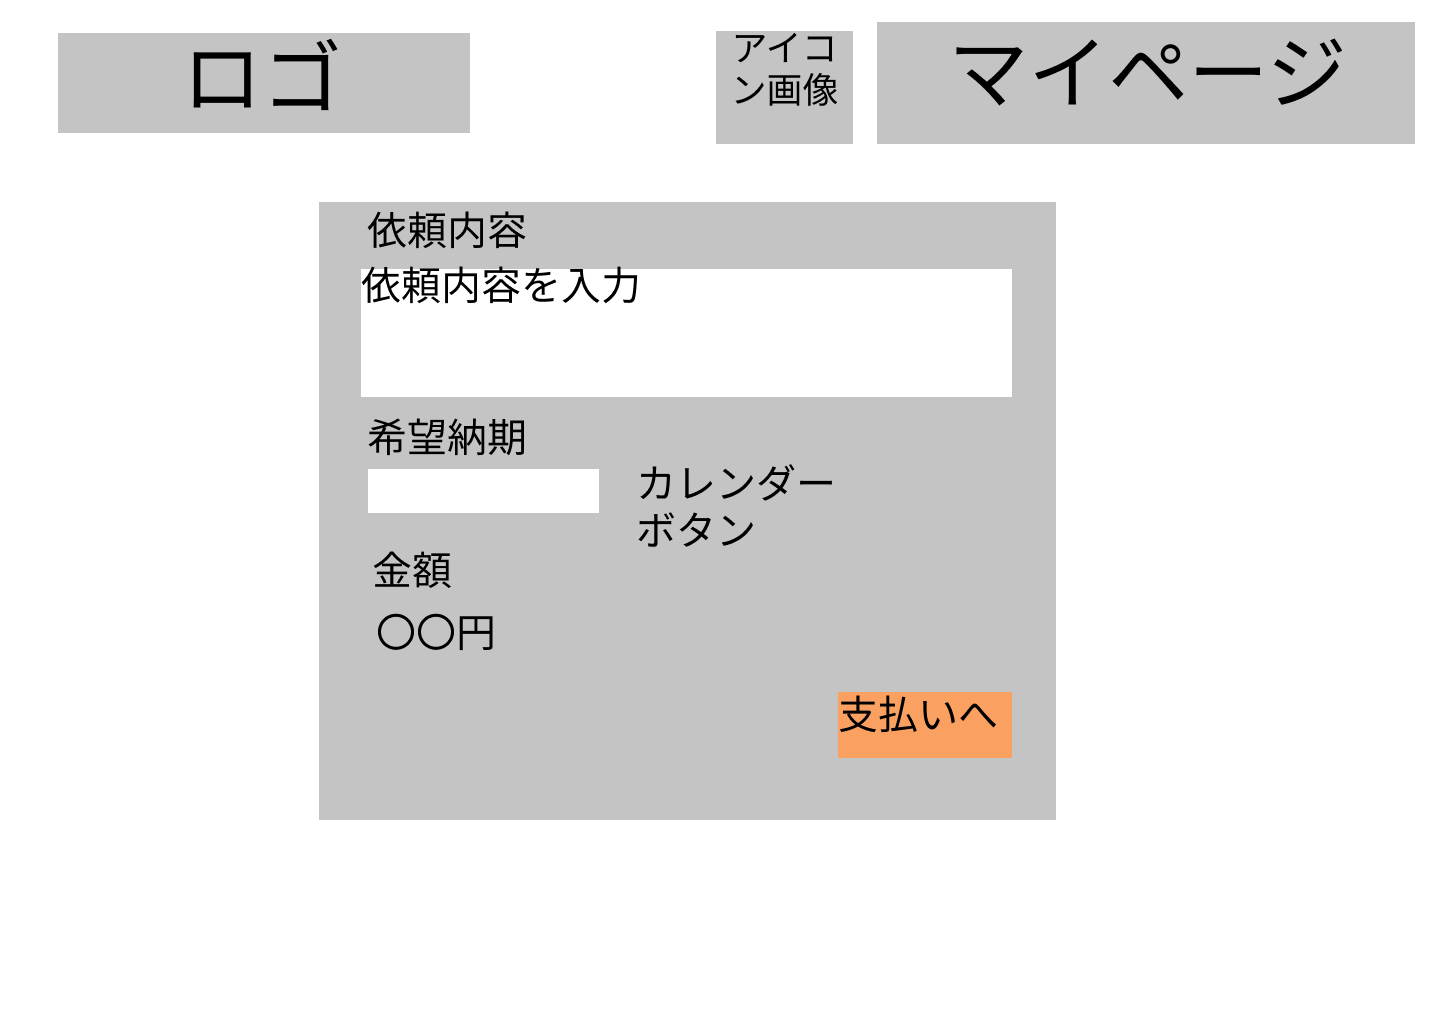 ロゴ
アイコ
ン画像
マイページ
依頼内容
依頼内容を入力
希望納期
カレンダー
ボタン
金額
〇〇円
支払いへ